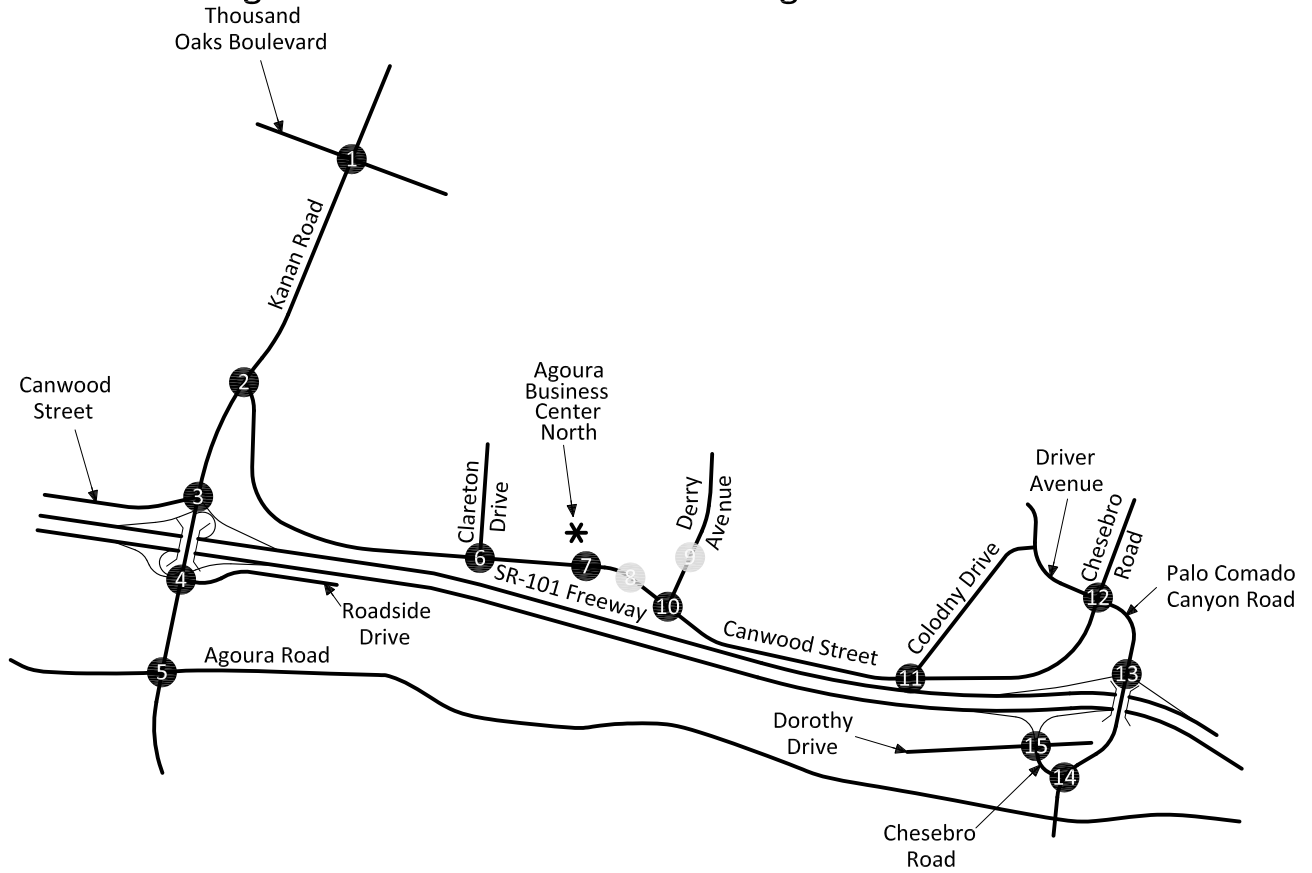 Thousand
Oaks Boulevard
1
Kanan Road
2
Canwood
Street
3
4
Roadside
Drive
5
Agoura Road
Clareton
Drive
6
Agoura
Business
Center
North
*
7
8
Derry
Avenue
9
10
SR-101 Freeway
Canwood Street
Colodny Drive
11
Driver
Avenue
Chesebro
Road
12
Palo Comado
Canyon Road
13
Dorothy
Drive
15
14
Chesebro
Road